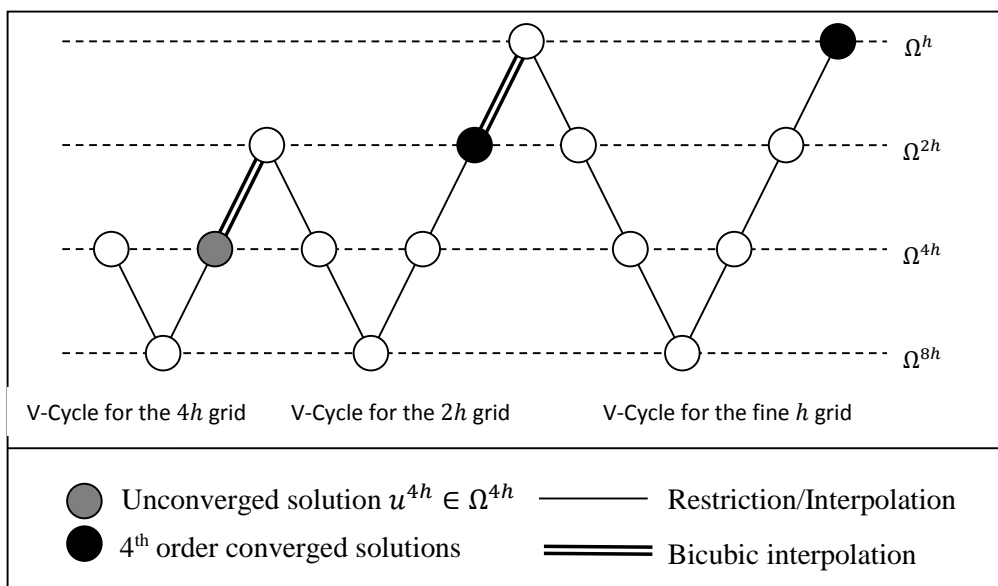 Ωʰ
Ω²ʰ
Ω⁴ʰ
Ω⁸ʰ
V-Cycle for the 4h grid
V-Cycle for the 2h grid
V-Cycle for the fine h grid
Unconverged solution u⁴ʰ ∈ Ω⁴ʰ
Restriction/Interpolation
4ᵗʰ order converged solutions
Bicubic interpolation